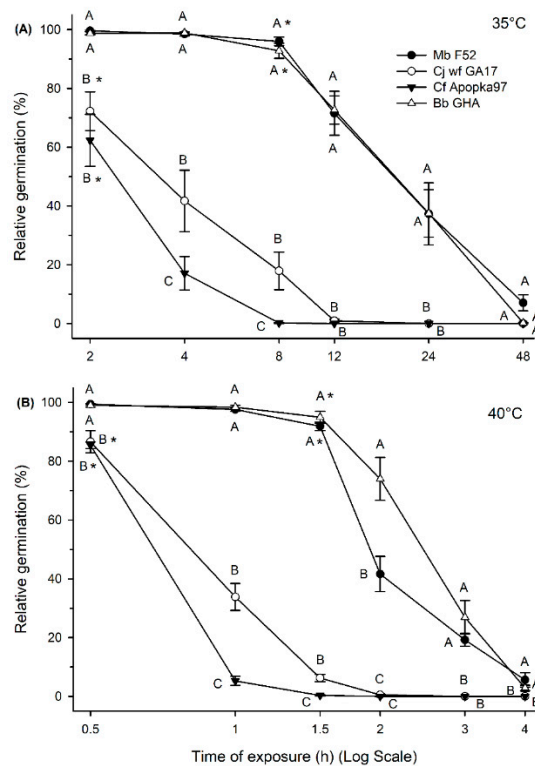 (A)
35°C
Mb F52
Cj wf GA17
Cf Apopka97
Bb GHA
Relative germination (%)
100
80
60
40
20
0
A A A * A A A
A A A * A A A
B * B B B B A
B * C C B B A
2 4 8 12 24 48
(B)
40°C
Relative germination (%)
100
80
60
40
20
0
A A A * A A A
A A A * B A A
B * B B C B B
B * C C C B B
0.5 1 1.5 2 3 4
Time of exposure (h) (Log Scale)